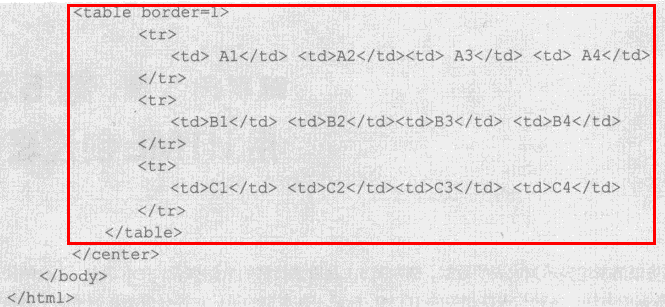 <table border=1>
<tr>
<td> A1</td> <td>A2</td><td> A3</td> <td> A4</td>
</tr>
<tr>
<td>B1</td> <td>B2</td><td>B3</td> <td>B4</td>
</tr>
<tr>
<td>C1</td> <td>C2</td><td>C3</td> <td>C4</td>
</tr>
</table>
</center>
</body>
</html>